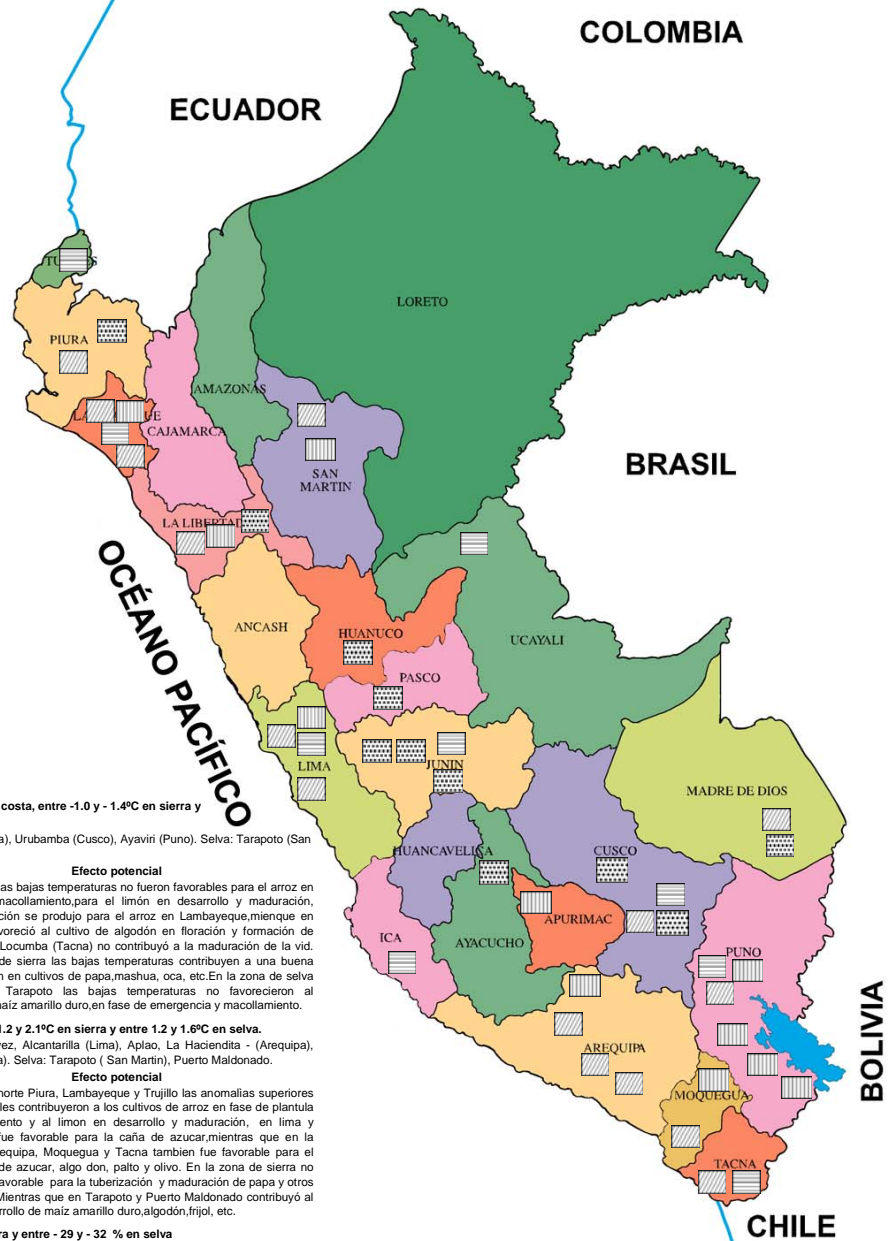 COLOMBIA
ECUADOR
LORETO
PIURA
AMAZONAS
CAJAMARCA
SAN
MARTIN
BRASIL
LA LIBERTAD
OCÉANO PACÍFICO
ANCASH
HUANUCO
UCAYALI
PASCO
LIMA
JUNIN
MADRE DE DIOS
HUANCAVELICA
CUSCO
APURIMAC
ICA
AYACUCHO
PUNO
AREQUIPA
MOQUEGUA
BOLIVIA
TACNA
CHILE
costa, entre -1.0 y - 1.4ºC en sierra y
a), Urubamba (Cusco), Ayaviri (Puno). Selva: Tarapoto (San
Efecto potencial
as bajas temperaturas no fueron favorables para el arroz en
macollamiento,para el limón en desarrollo y maduración,
ción se produjo para el arroz en Lambayeque,mienque en
voreció al cultivo de algodón en floración y formación de
Locumba (Tacna) no contribuyó a la maduración de la vid.
de sierra las bajas temperaturas contribuyen a una buena
n en cultivos de papa,mashua, oca, etc.En la zona de selva
Tarapoto las bajas temperaturas no favorecieron al
maíz amarillo duro,en fase de emergencia y macollamiento.
1.2 y 2.1ºC en sierra y entre 1.2 y 1.6ºC en selva.
vez, Alcantarilla (Lima), Aplao, La Haciendita - (Arequipa),
a). Selva: Tarapoto ( San Martin), Puerto Maldonado.
Efecto potencial
norte Piura, Lambayeque y Trujillo las anomalìas superiores
les contribuyeron a los cultivos de arroz en fase de plantula
ento y al limon en desarrollo y maduración, en lima y
fue favorable para la caña de azucar,mientras que en la
equipa, Moquegua y Tacna tambien fue favorable para el
de azucar, algo don, palto y olivo. En la zona de sierra no
avorable para la tuberización y maduración de papa y otros
Mientras que en Tarapoto y Puerto Maldonado contribuyó al
rrollo de maíz amarillo duro,algodón,frijol, etc.
ra y entre - 29 y - 32 % en selva